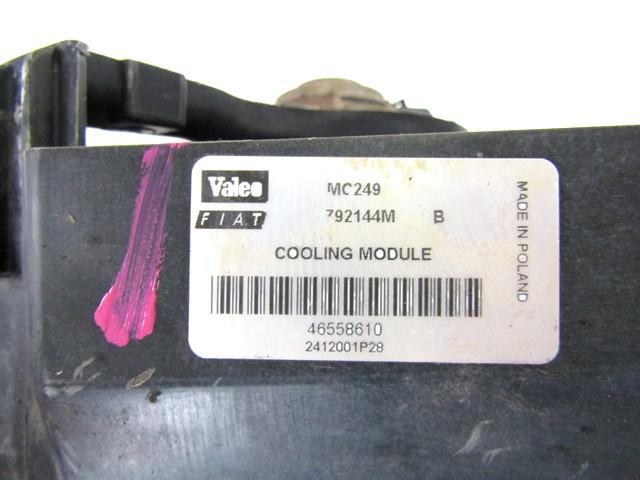 Valeo MC249
FIAT 792144M B
COOLING MODULE
46558610
2412001P28
MADE IN POLAND